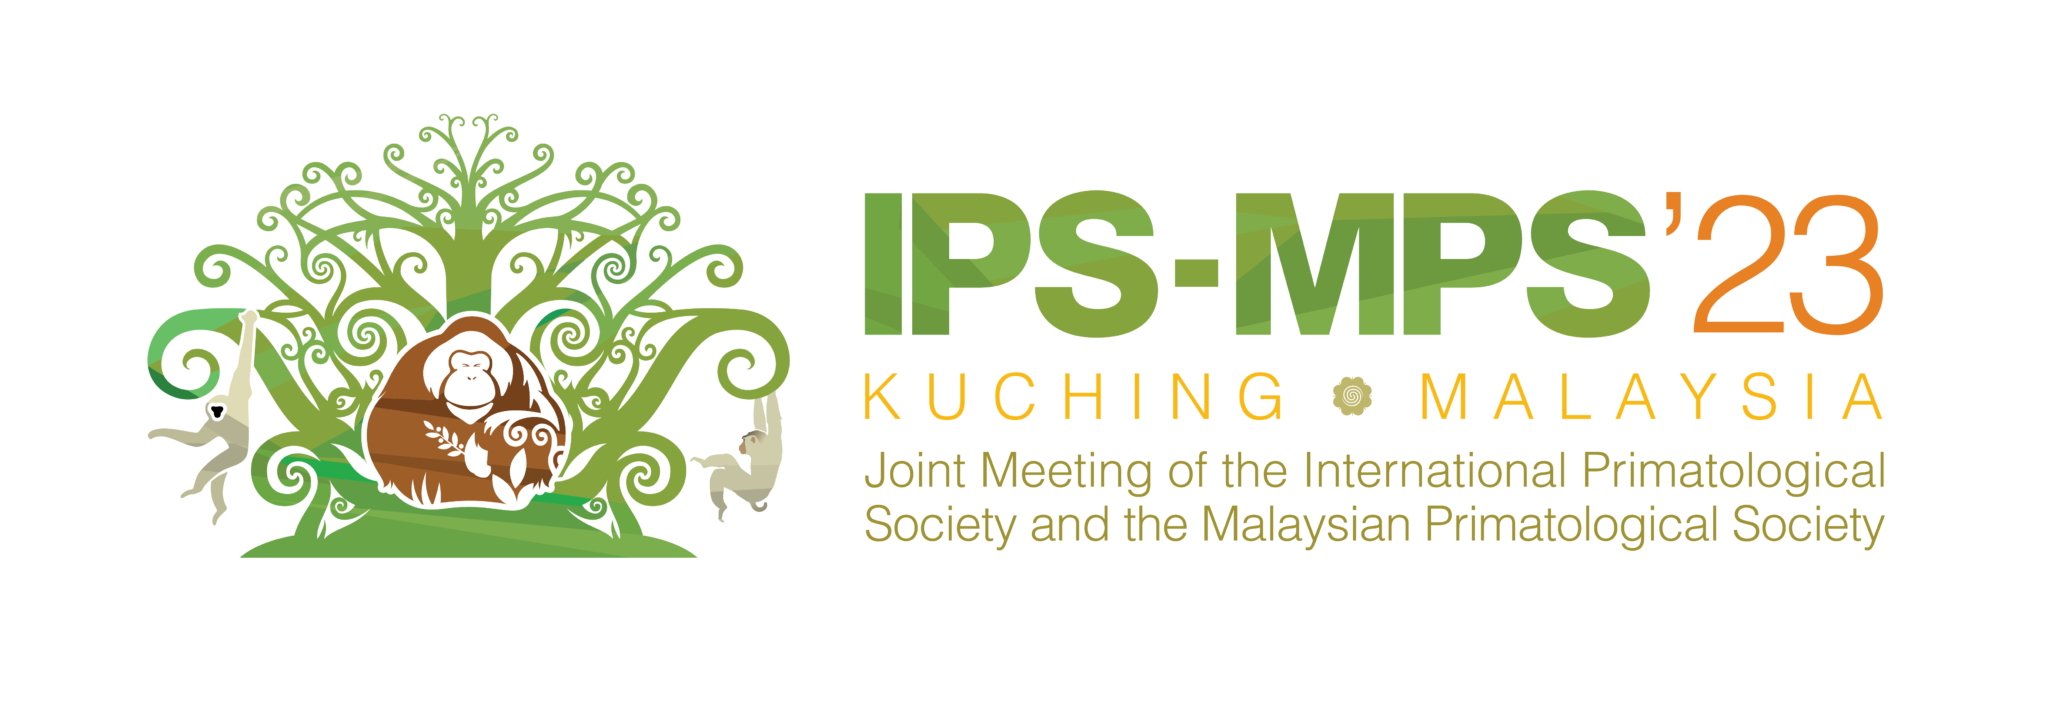 IPS-MPS’23
KUCHING MALAYSIA
Joint Meeting of the International Primatological
Society and the Malaysian Primatological Society